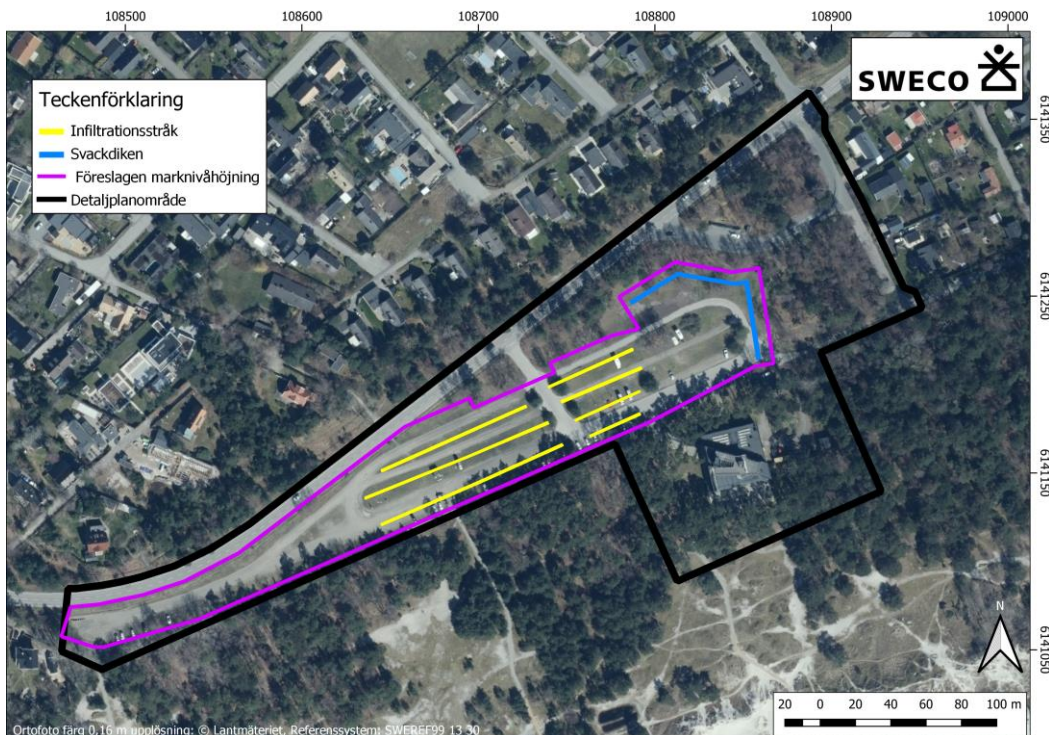 108500 108600 108700 108800 108900 109000
SWECO
Teckenförklaring
Infiltrationsstråk
Svackdiken
Föreslagen marknivåhöjning
Detaljplanområde
6141350
6141250
6141150
6141050
N
20 0 20 40 60 80 100 m
Ortofoto färg 0,16 m upplösning: © Lantmäteriet, Referenssystem: SWEREF99 13 30